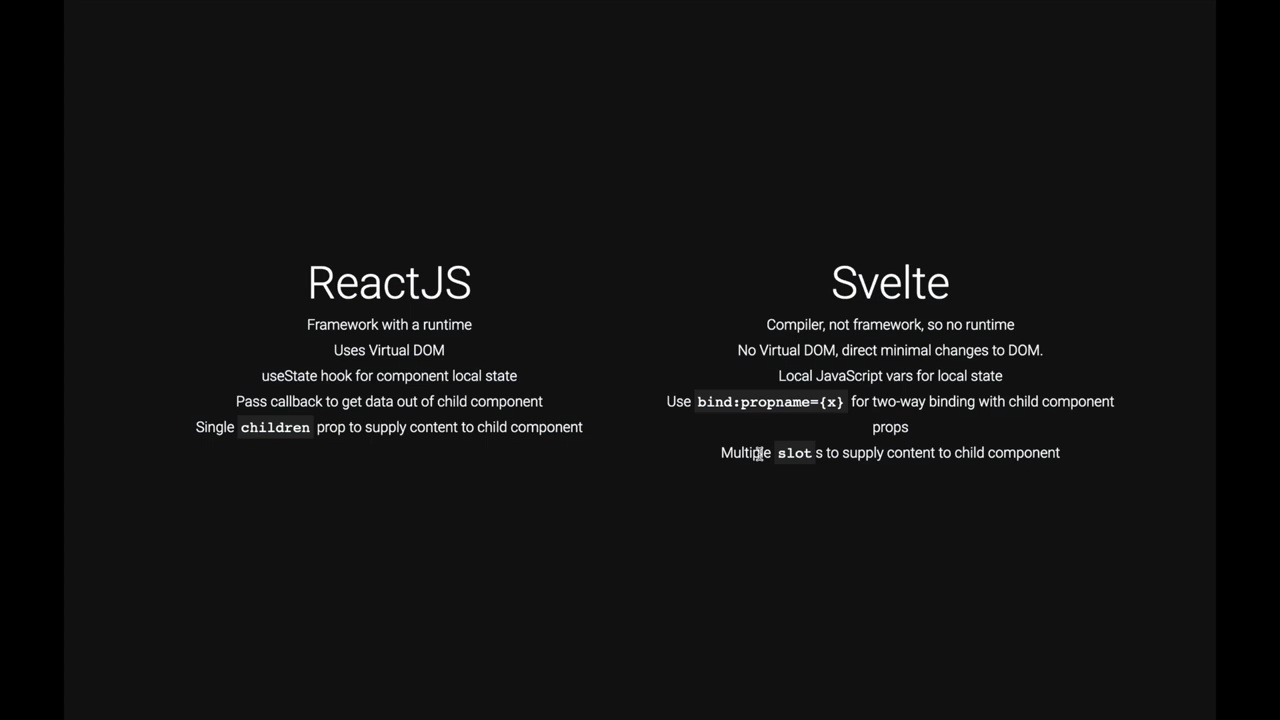 ReactJS
Framework with a runtime
Uses Virtual DOM
useState hook for component local state
Pass callback to get data out of child component
Single children prop to supply content to child component
Svelte
Compiler, not framework, so no runtime
No Virtual DOM, direct minimal changes to DOM.
Local JavaScript vars for local state
Use bind:propname={x} for two-way binding with child component
props
Multiple slots to supply content to child component